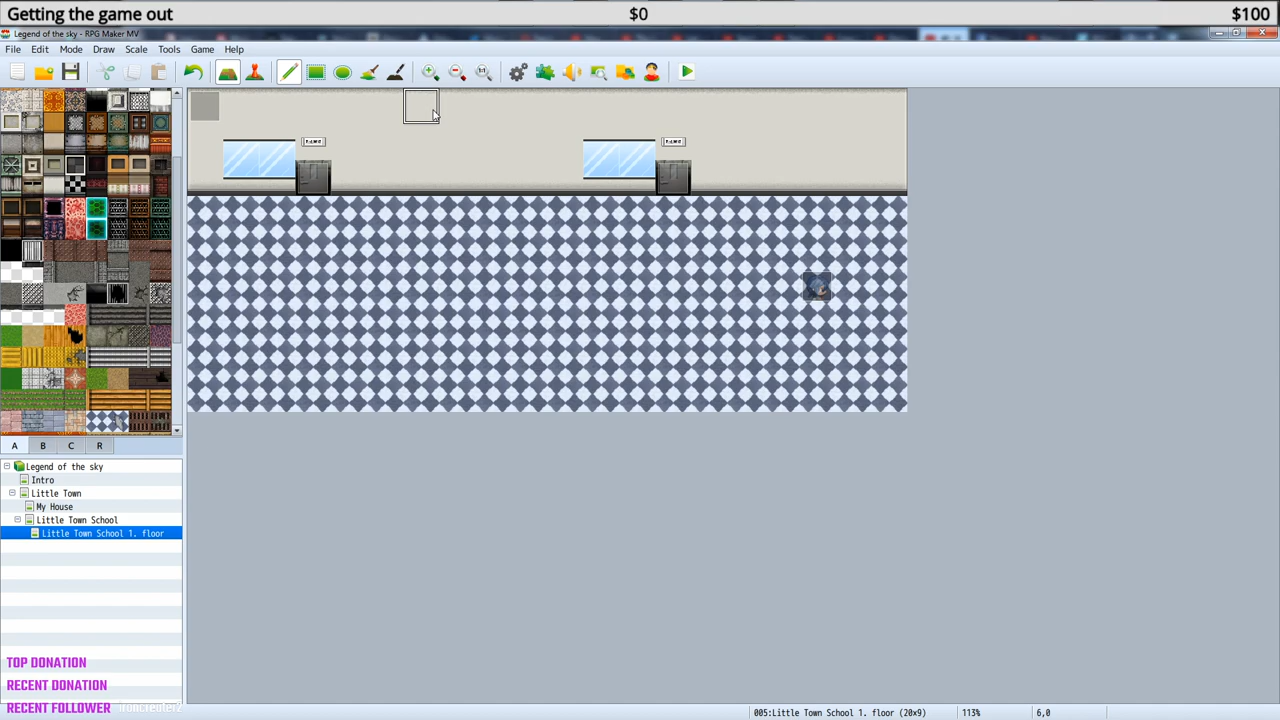 Getting the game out $0 $100
Legend of the sky - RPG Maker MV
File Edit Mode Draw Scale Tools Game Help
A B C R
Legend of the sky
Intro
Little Town
My House
Little Town School
Little Town School 1. floor
TOP DONATION
RECENT DONATION
RECENT FOLLOWER
005:Little Town School 1. floor (20x9) 113% 6,0